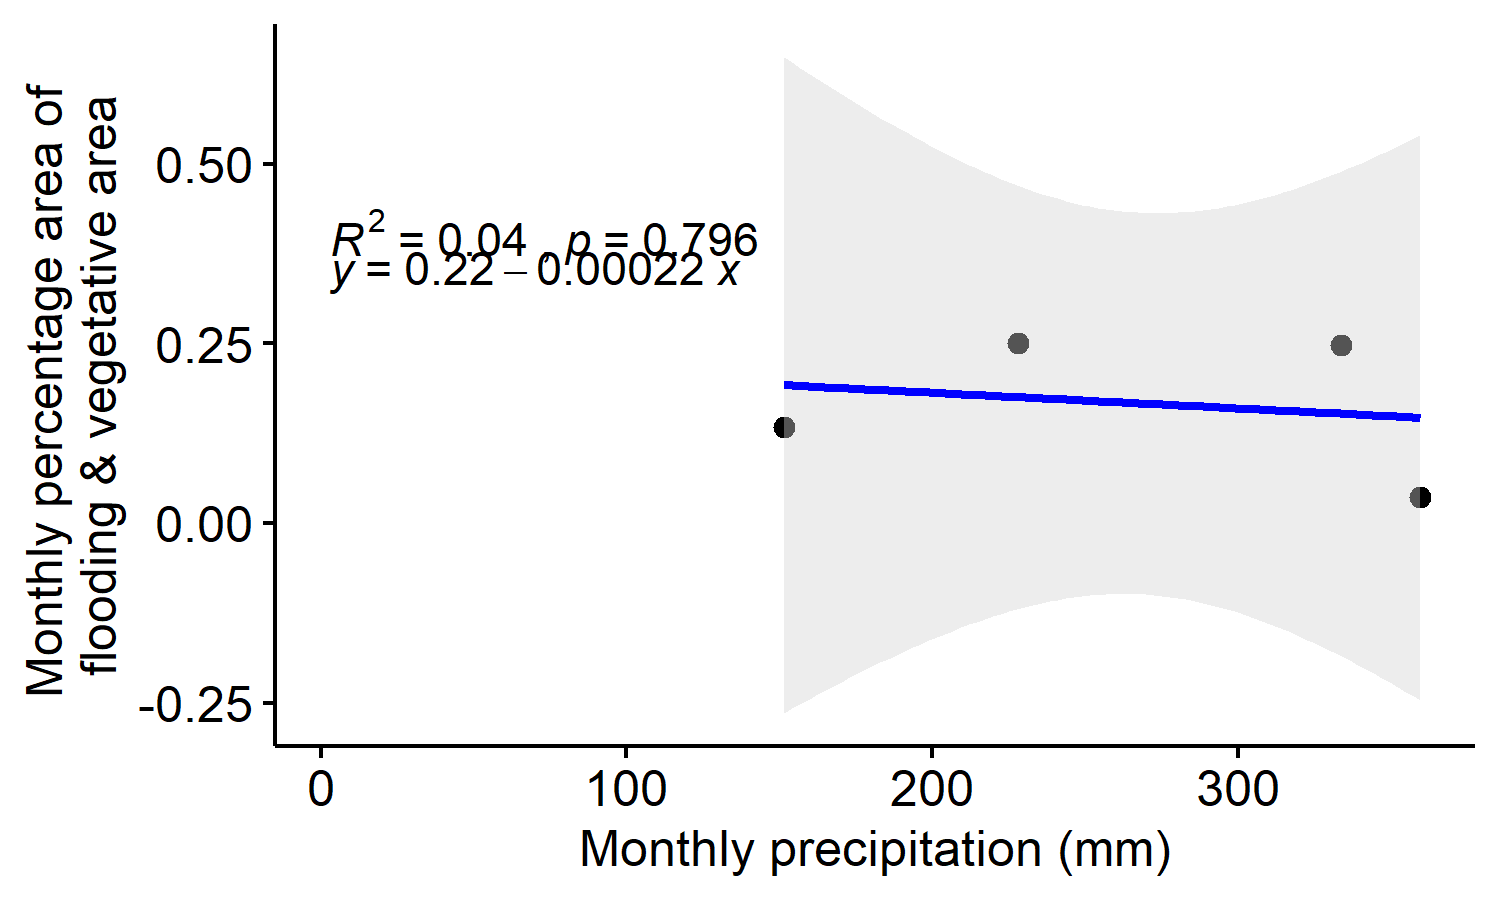 Monthly percentage area of
flooding & vegetative area
0.50
0.25
0.00
-0.25
R² = 0.04 , p = 0.796
y = 0.22 – 0.00022 x
0 100 200 300
Monthly precipitation (mm)